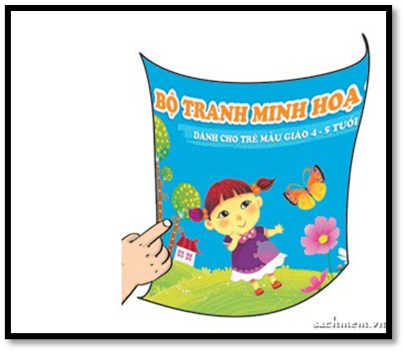 BỘ TRANH MINH HOẠ
DÀNH CHO TRẺ MẪU GIÁO 4 - 5 TUỔI
sachmem.vn